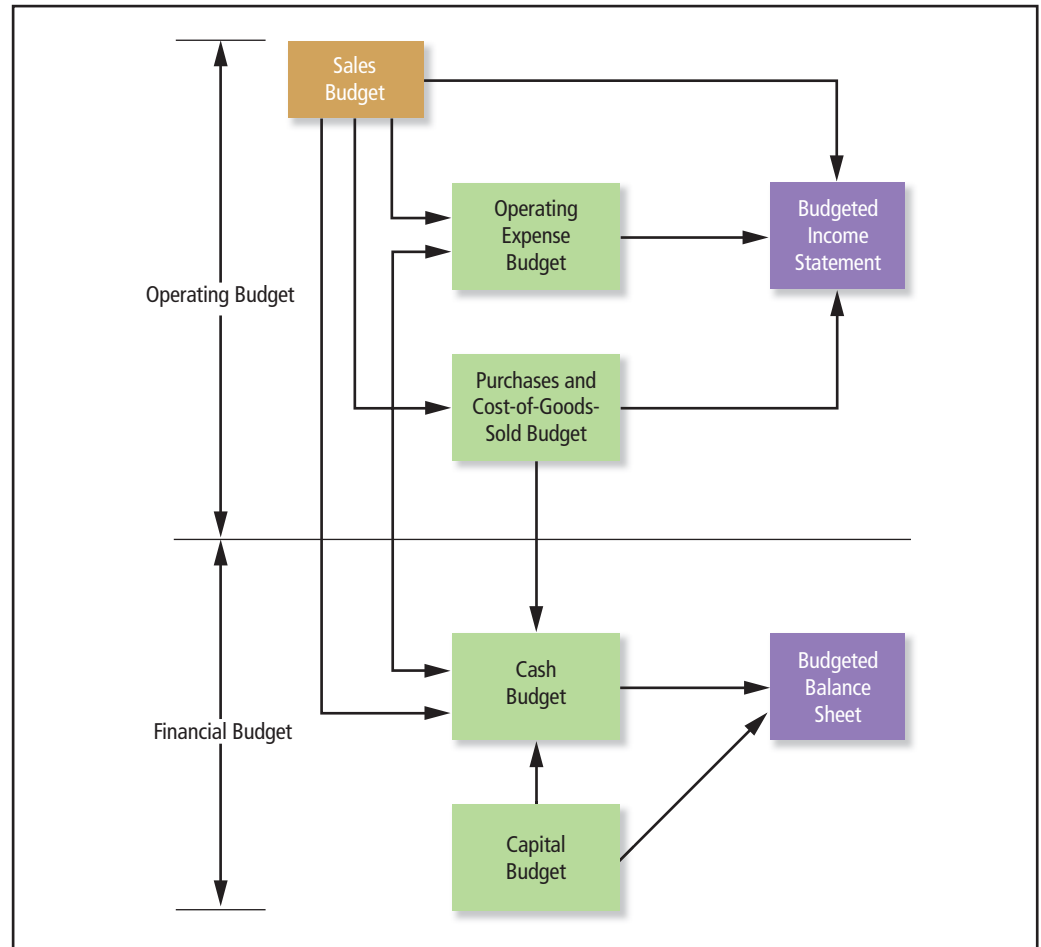 Sales
Budget
Operating
Expense
Budget
Budgeted
Income
Statement
Operating Budget
Purchases and
Cost-of-Goods-
Sold Budget
Cash
Budget
Budgeted
Balance
Sheet
Financial Budget
Capital
Budget